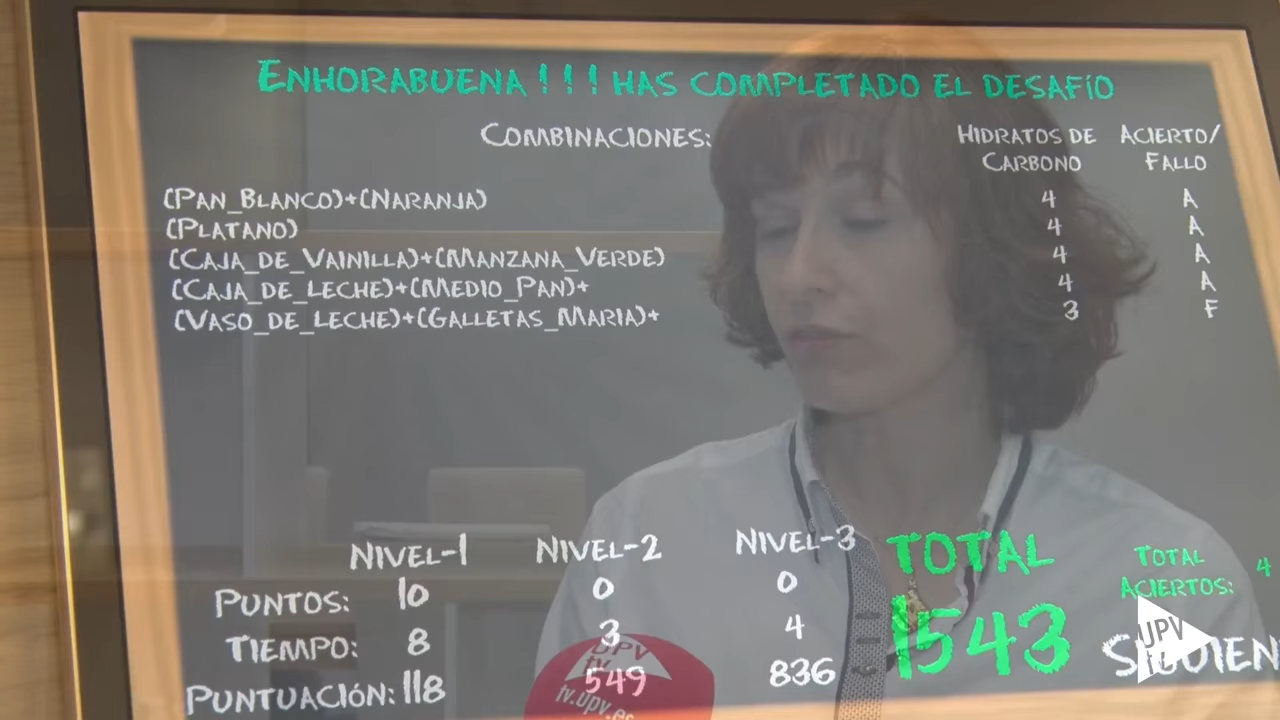 ENHORABUENA ! ! ! HAS COMPLETADO EL DESAFÍO
COMBINACIONES:
HIDRATOS DE CARBONO
ACIERTO/ FALLO
(PAN_BLANCO)+(NARANJA) 4 A
(PLATANO) 4 A
(CAJA_DE_VAINILLA)+(MANZANA_VERDE) 4 A
(CAJA_DE_LECHE)+(MEDIO_PAN)+ 4 A
(VASO_DE_LECHE)+(GALLETAS_MARIA)+ 3 F
NIVEL-1 NIVEL-2 NIVEL-3 TOTAL
PUNTOS: 10 0 0
TIEMPO: 8 3 4
PUNTUACIÓN: 118 549 836
1543
TOTAL ACIERTOS: 4
SIGUIEN
UPV
tv
tv.upv.es
UPV